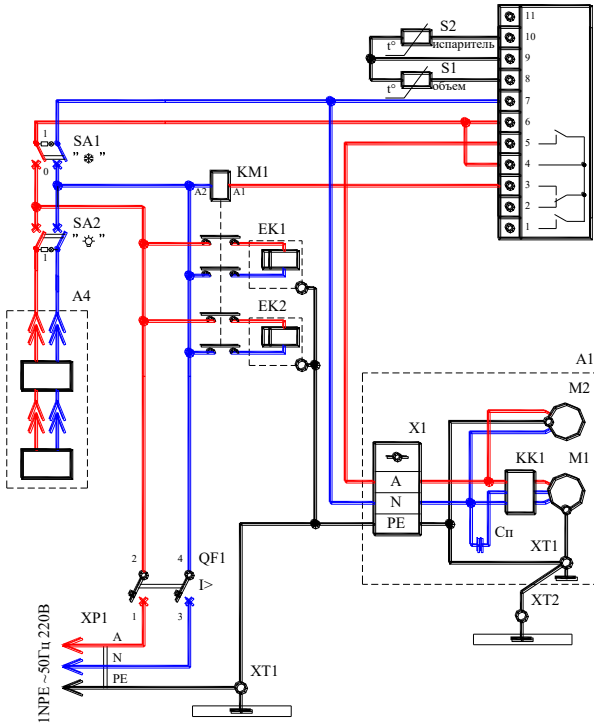 11
S2
10
t°
испаритель
9
S1
8
t°
объем
7
6
1
SA1
"❄"
5
0
4
KM1
A2
A1
3
SA2
2
EK1
1
1
A4
EK2
A1
M2
X1
A
KK1
M1
N
PE
Сп
XT1
2
4
QF1
I>
XT2
XP1
1
3
A
N
PE
XT1
1NPE ~50Гц 220В